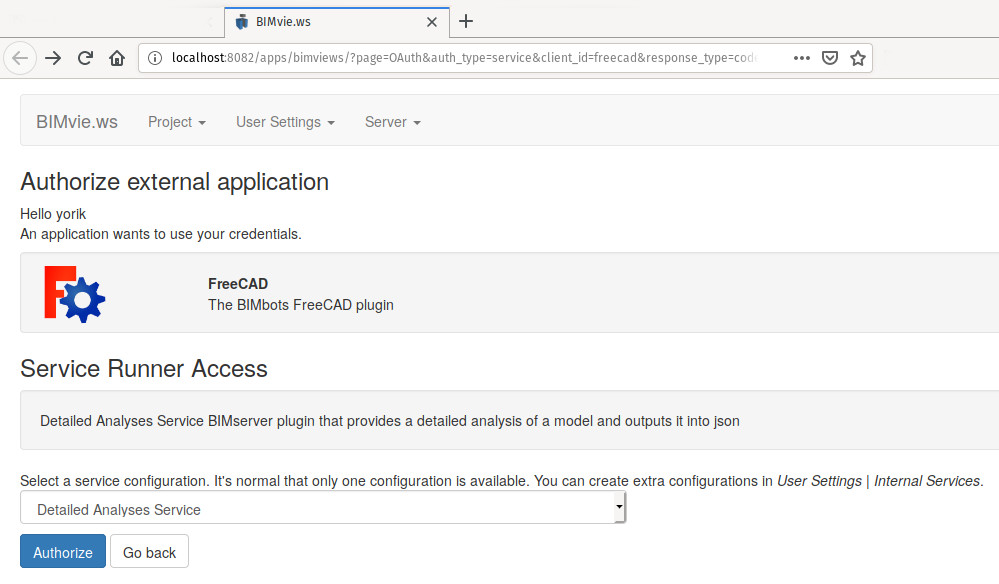 BIMvie.ws
localhost:8082/apps/bimviews/?page=OAuth&auth_type=service&client_id=freecad&response_type=code
BIMvie.ws Project User Settings Server
Authorize external application
Hello yorik
An application wants to use your credentials.
FreeCAD
The BIMbots FreeCAD plugin
Service Runner Access
Detailed Analyses Service BIMserver plugin that provides a detailed analysis of a model and outputs it into json
Select a service configuration. It's normal that only one configuration is available. You can create extra configurations in User Settings | Internal Services.
Detailed Analyses Service
Authorize Go back